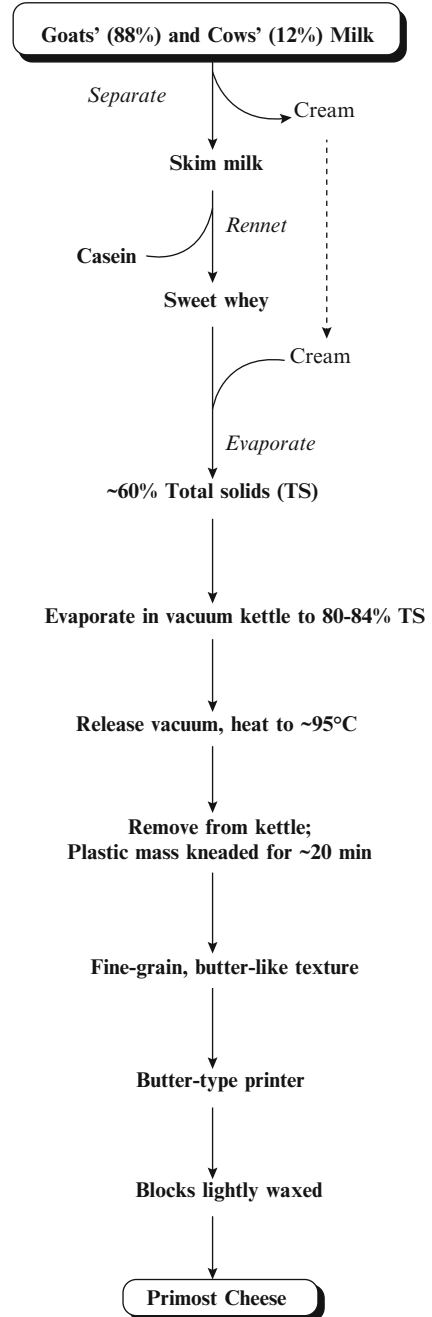 Goats’ (88%) and Cows’ (12%) Milk
Separate
Cream
Skim milk
Rennet
Casein
Sweet whey
Cream
Evaporate
~60% Total solids (TS)
Evaporate in vacuum kettle to 80-84% TS
Release vacuum, heat to ~95°C
Remove from kettle;
Plastic mass kneaded for ~20 min
Fine-grain, butter-like texture
Butter-type printer
Blocks lightly waxed
Primost Cheese